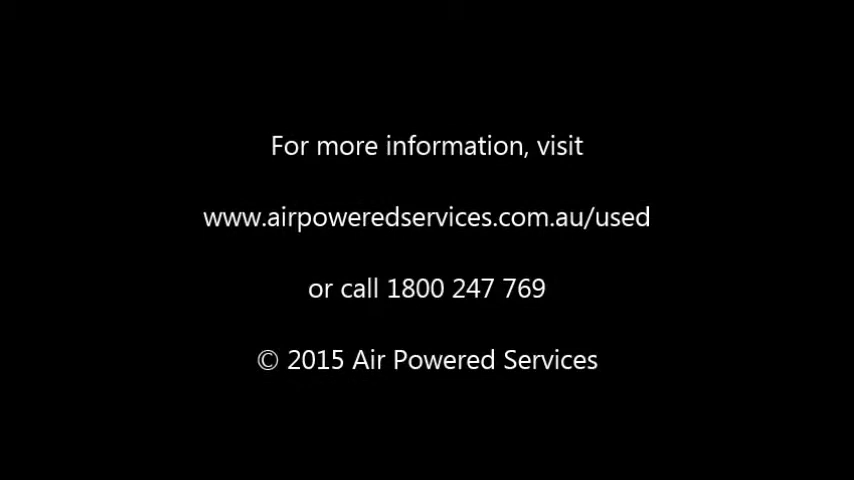 For more information, visit
www.airpoweredservices.com.au/used
or call 1800 247 769
© 2015 Air Powered Services